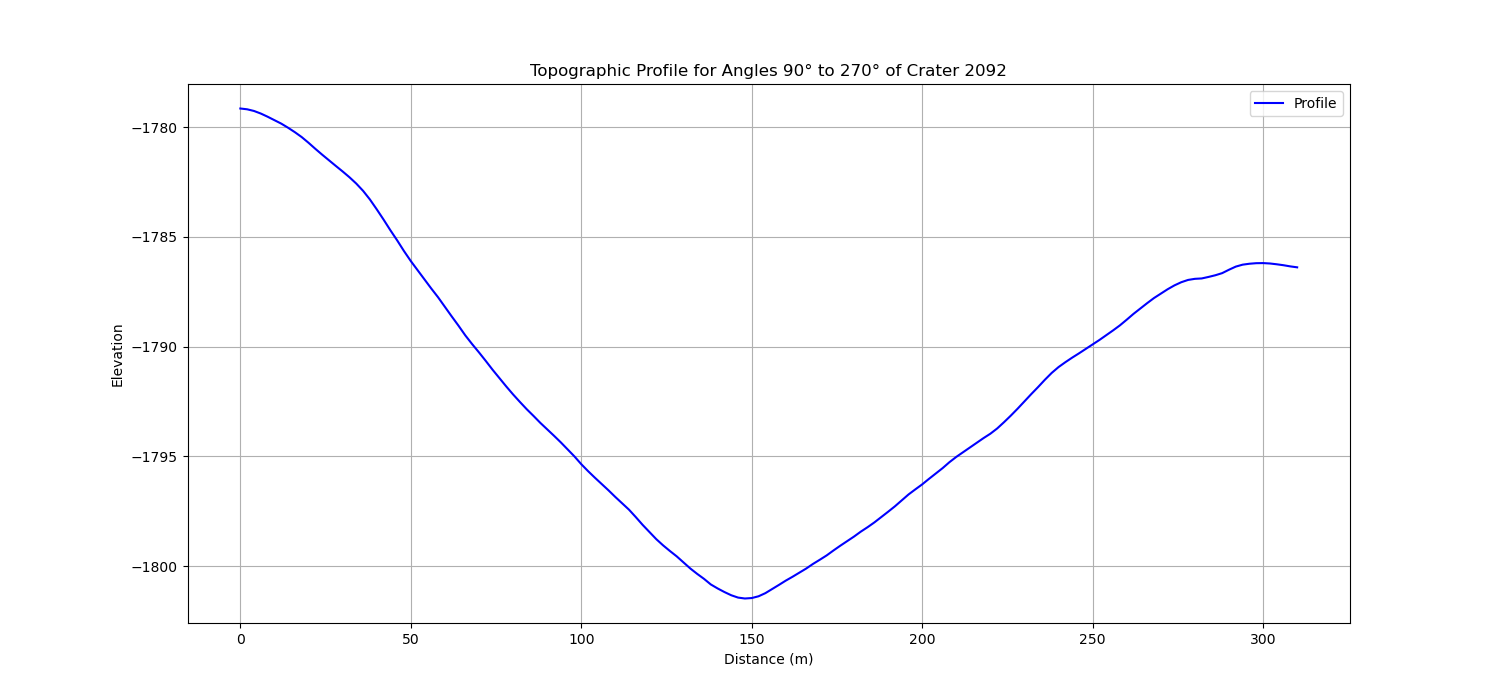 Topographic Profile for Angles 90° to 270° of Crater 2092
Profile
−1780
−1785
−1790
−1795
−1800
Elevation
0 50 100 150 200 250 300
Distance (m)